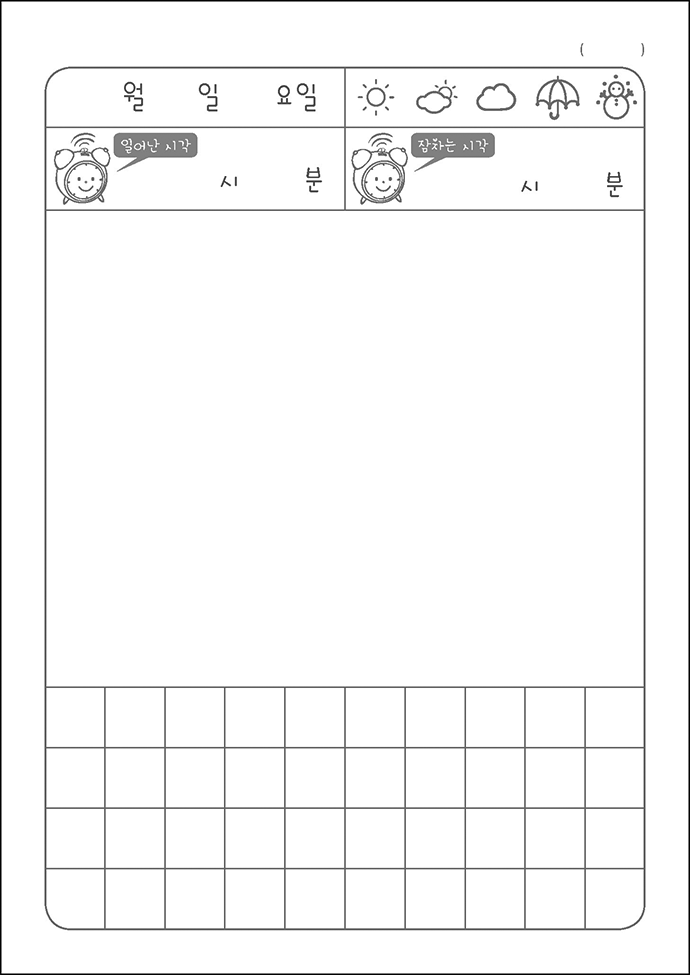 (          )
월 일 요일
일어난 시각
시 분
잠자는 시각
시 분